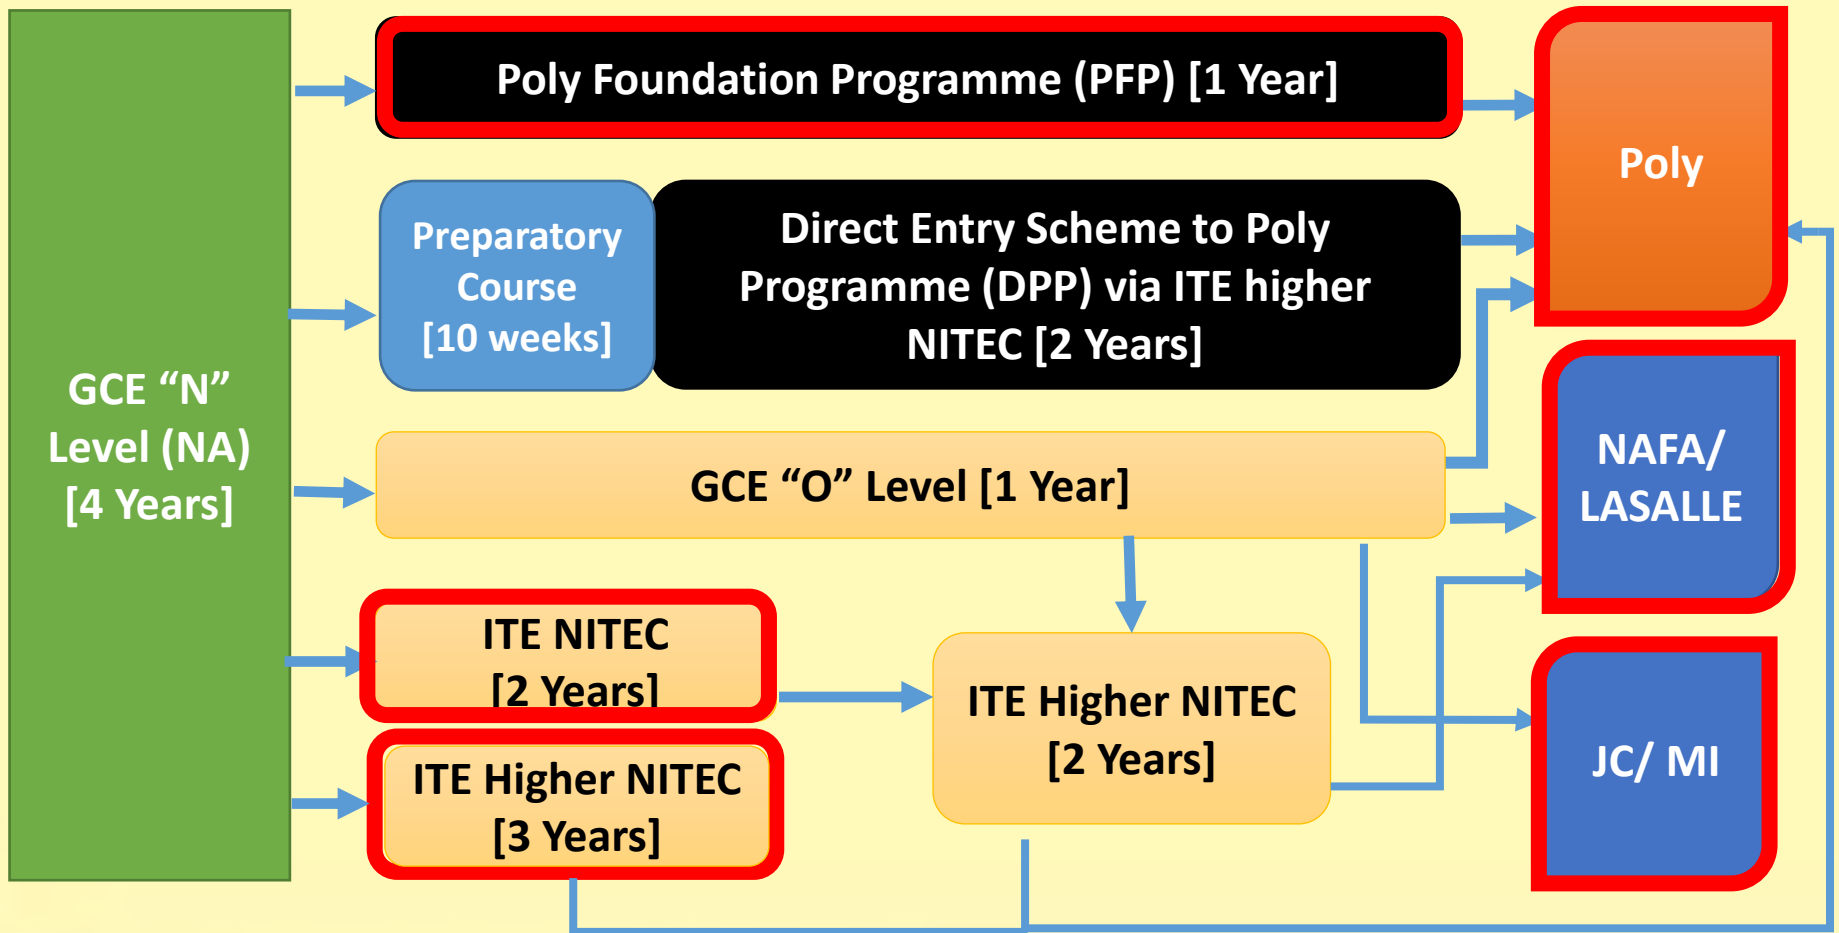 GCE “N”
Level (NA)
[4 Years]
Poly Foundation Programme (PFP) [1 Year]
Preparatory
Course
[10 weeks]
Direct Entry Scheme to Poly
Programme (DPP) via ITE higher
NITEC [2 Years]
GCE “O” Level [1 Year]
ITE NITEC
[2 Years]
ITE Higher NITEC
[3 Years]
ITE Higher NITEC
[2 Years]
Poly
NAFA/
LASALLE
JC/ MI